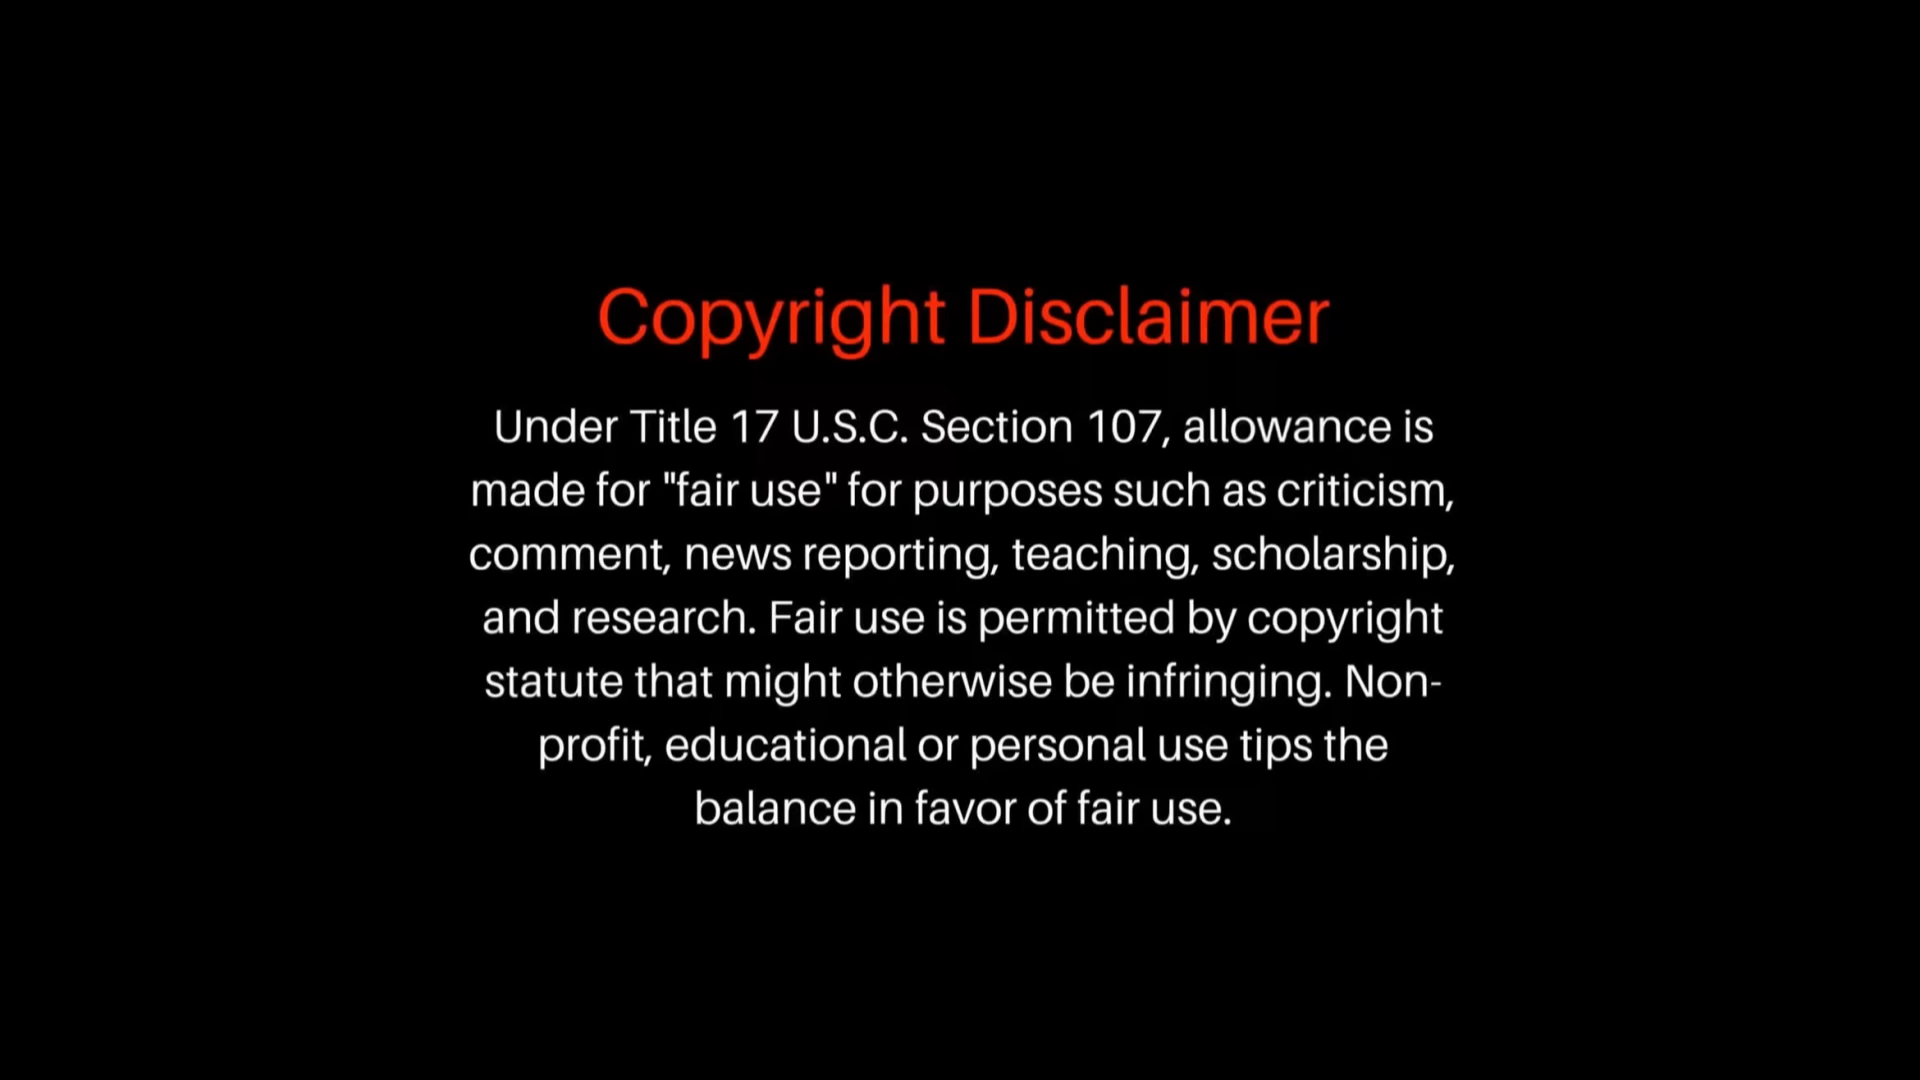 Copyright Disclaimer
Under Title 17 U.S.C. Section 107, allowance is
made for "fair use" for purposes such as criticism,
comment, news reporting, teaching, scholarship,
and research. Fair use is permitted by copyright
statute that might otherwise be infringing. Non-
profit, educational or personal use tips the
balance in favor of fair use.